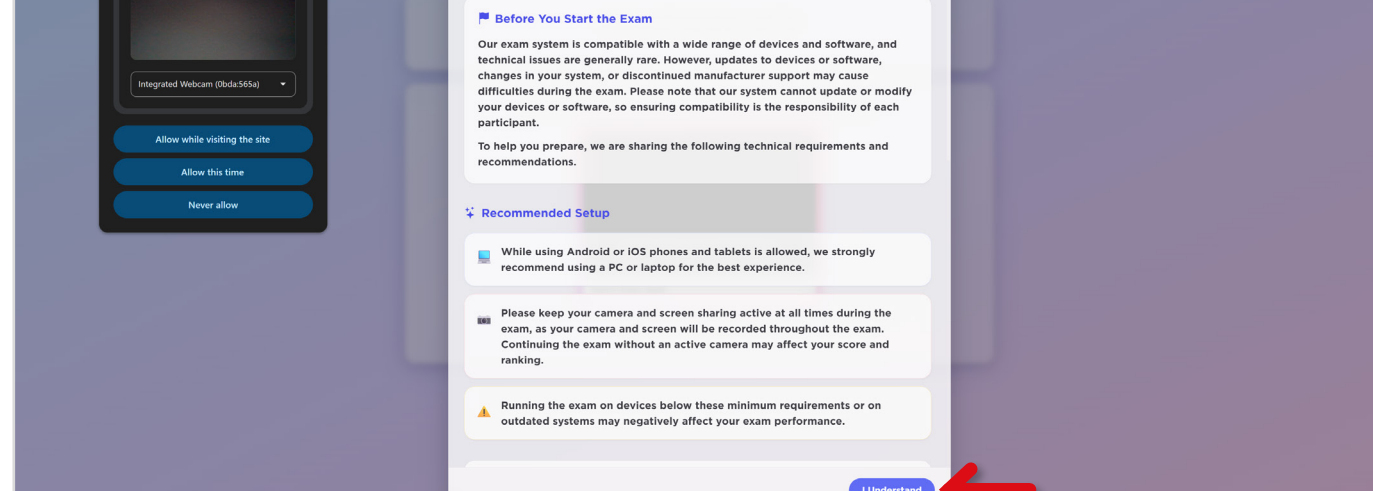 Integrated Webcam (0bda:565a)
Allow while visiting the site
Allow this time
Never allow
Before You Start the Exam
Our exam system is compatible with a wide range of devices and software, and
technical issues are generally rare. However, updates to devices or software,
changes in your system, or discontinued manufacturer support may cause
difficulties during the exam. Please note that our system cannot update or modify
your devices or software, so ensuring compatibility is the responsibility of each
participant.
To help you prepare, we are sharing the following technical requirements and
recommendations.
Recommended Setup
While using Android or iOS phones and tablets is allowed, we strongly
recommend using a PC or laptop for the best experience.
Please keep your camera and screen sharing active at all times during the
exam, as your camera and screen will be recorded throughout the exam.
Continuing the exam without an active camera may affect your score and
ranking.
Running the exam on devices below these minimum requirements or on
outdated systems may negatively affect your exam performance.
I Understand